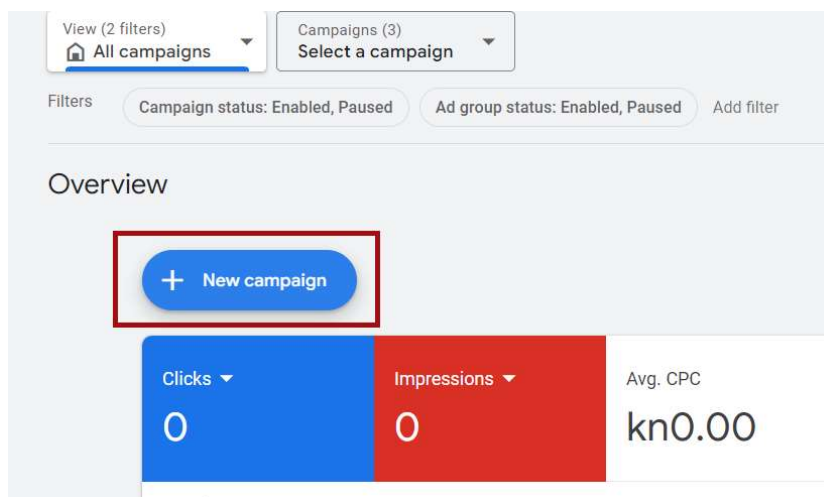 View (2 filters)
All campaigns
Campaigns (3)
Select a campaign
Filters
Campaign status: Enabled, Paused
Ad group status: Enabled, Paused
Add filter
Overview
+ New campaign
Clicks
Impressions
Avg. CPC
0
0
kn0.00